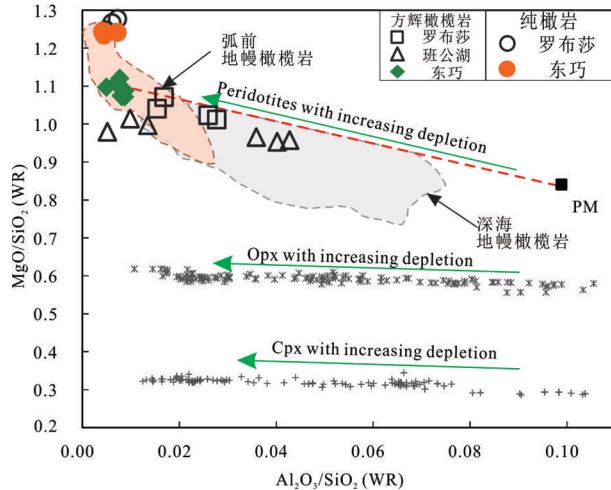 方辉橄榄岩
罗布莎
班公湖
东巧
纯橄岩
罗布莎
东巧
弧前
地幔橄榄岩
Peridotites with increasing depletion
PM
深海
地幔橄榄岩
Opx with increasing depletion
Cpx with increasing depletion
MgO/SiO₂ (WR)
1.3
1.2
1.1
1.0
0.9
0.8
0.7
0.6
0.5
0.4
0.3
0.2
0.00
0.02
0.04
0.06
0.08
0.10
Al₂O₃/SiO₂ (WR)